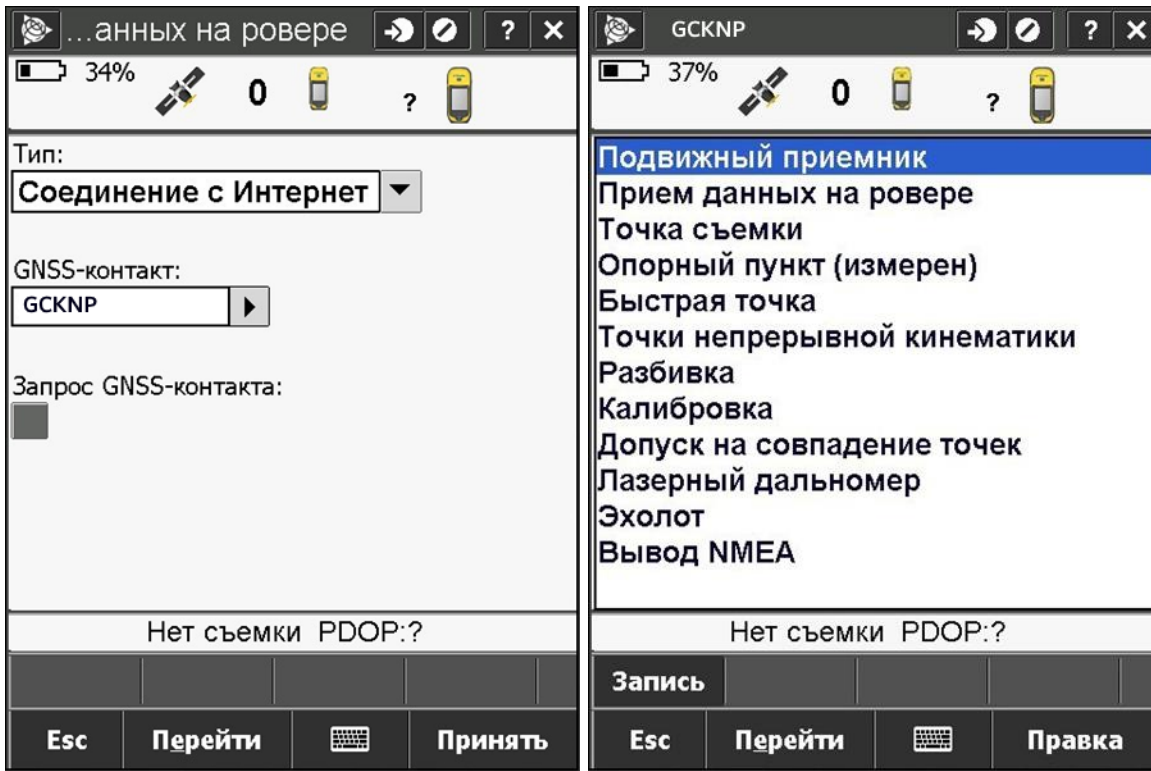 ...анных на ровере ? ×
34% 0 ?
Тип:
Соединение с Интернет
GNSS-контакт:
GCKNP
Запрос GNSS-контакта:
Нет съемки PDOP:?
Esc Перейти Принять
GCKNP ? ×
37% 0 ?
Подвижный приемник
Прием данных на ровере
Точка съемки
Опорный пункт (измерен)
Быстрая точка
Точки непрерывной кинематики
Разбивка
Калибровка
Допуск на совпадение точек
Лазерный дальномер
Эхолот
Вывод NMEA
Нет съемки PDOP:?
Запись
Esc Перейти Правка